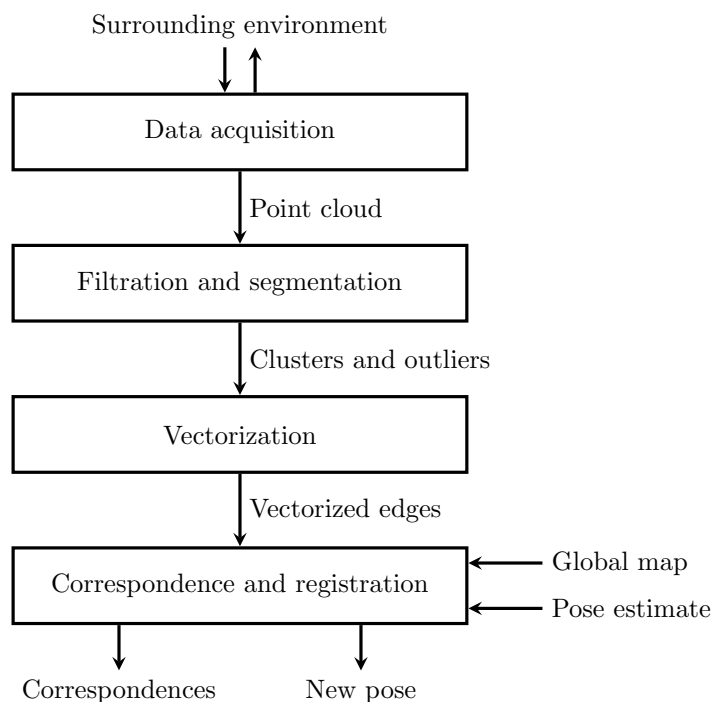 Surrounding environment
Data acquisition
Point cloud
Filtration and segmentation
Clusters and outliers
Vectorization
Vectorized edges
Correspondence and registration
Global map
Pose estimate
Correspondences
New pose